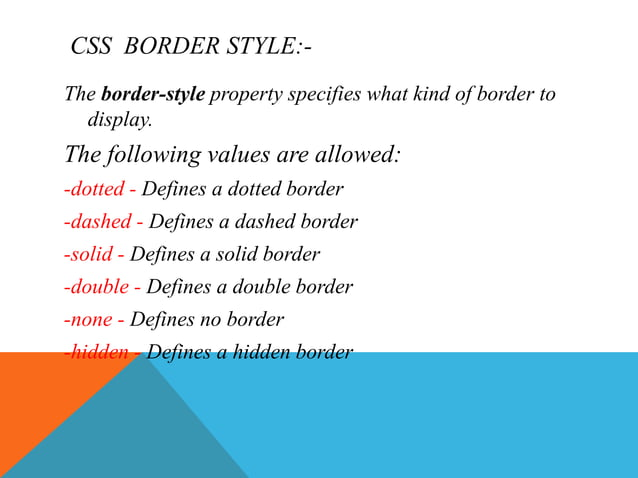 CSS  BORDER STYLE:-
The border-style property specifies what kind of border to
display.
The following values are allowed:
-dotted - Defines a dotted border
-dashed - Defines a dashed border
-solid - Defines a solid border
-double - Defines a double border
-none - Defines no border
-hidden - Defines a hidden border